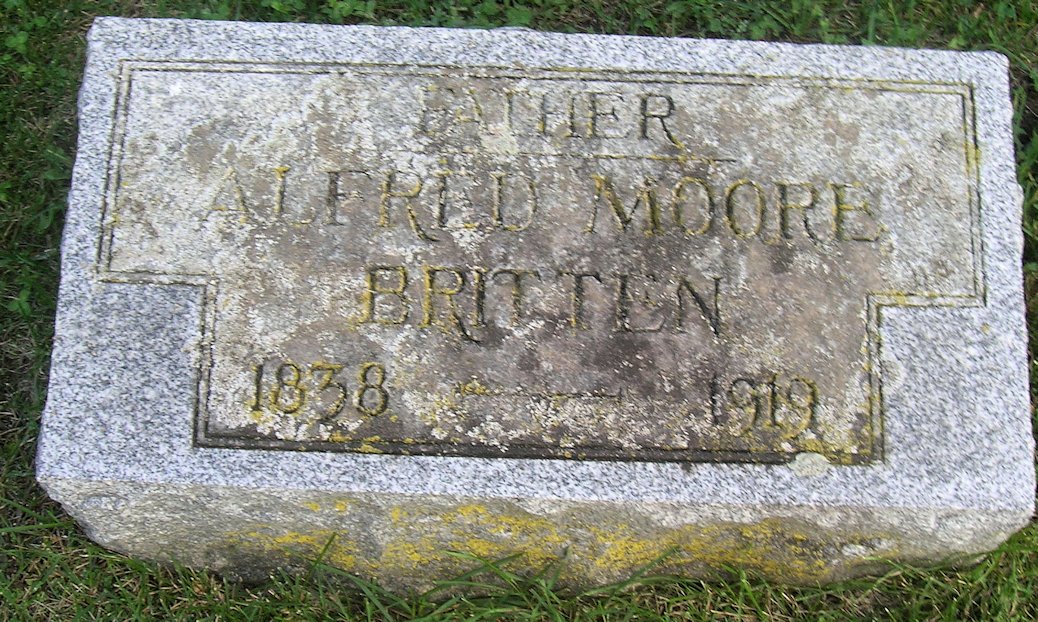 FATHER
ALFRED MOORE
BRITTEN
1838 — 1919